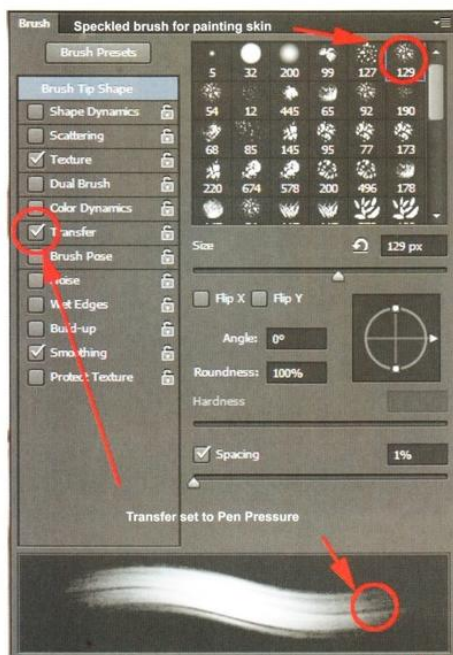 Brush Speckled brush for painting skin
Brush Presets
5 32 200 99 127 129
Brush Tip Shape
Shape Dynamics
54 12 445 65 92 190
Scattering
68 85 145 95 77 173
Texture
Dual Brush
220 674 578 200 496 178
Color Dynamics
Transfer
Size 129 px
Brush Pose
Noise
Wet Edges
Flip X Flip Y
Build-up
Angle: 0°
Smoothing
Roundness: 100%
Protect Texture
Hardness
Spacing 1%
Transfer set to Pen Pressure